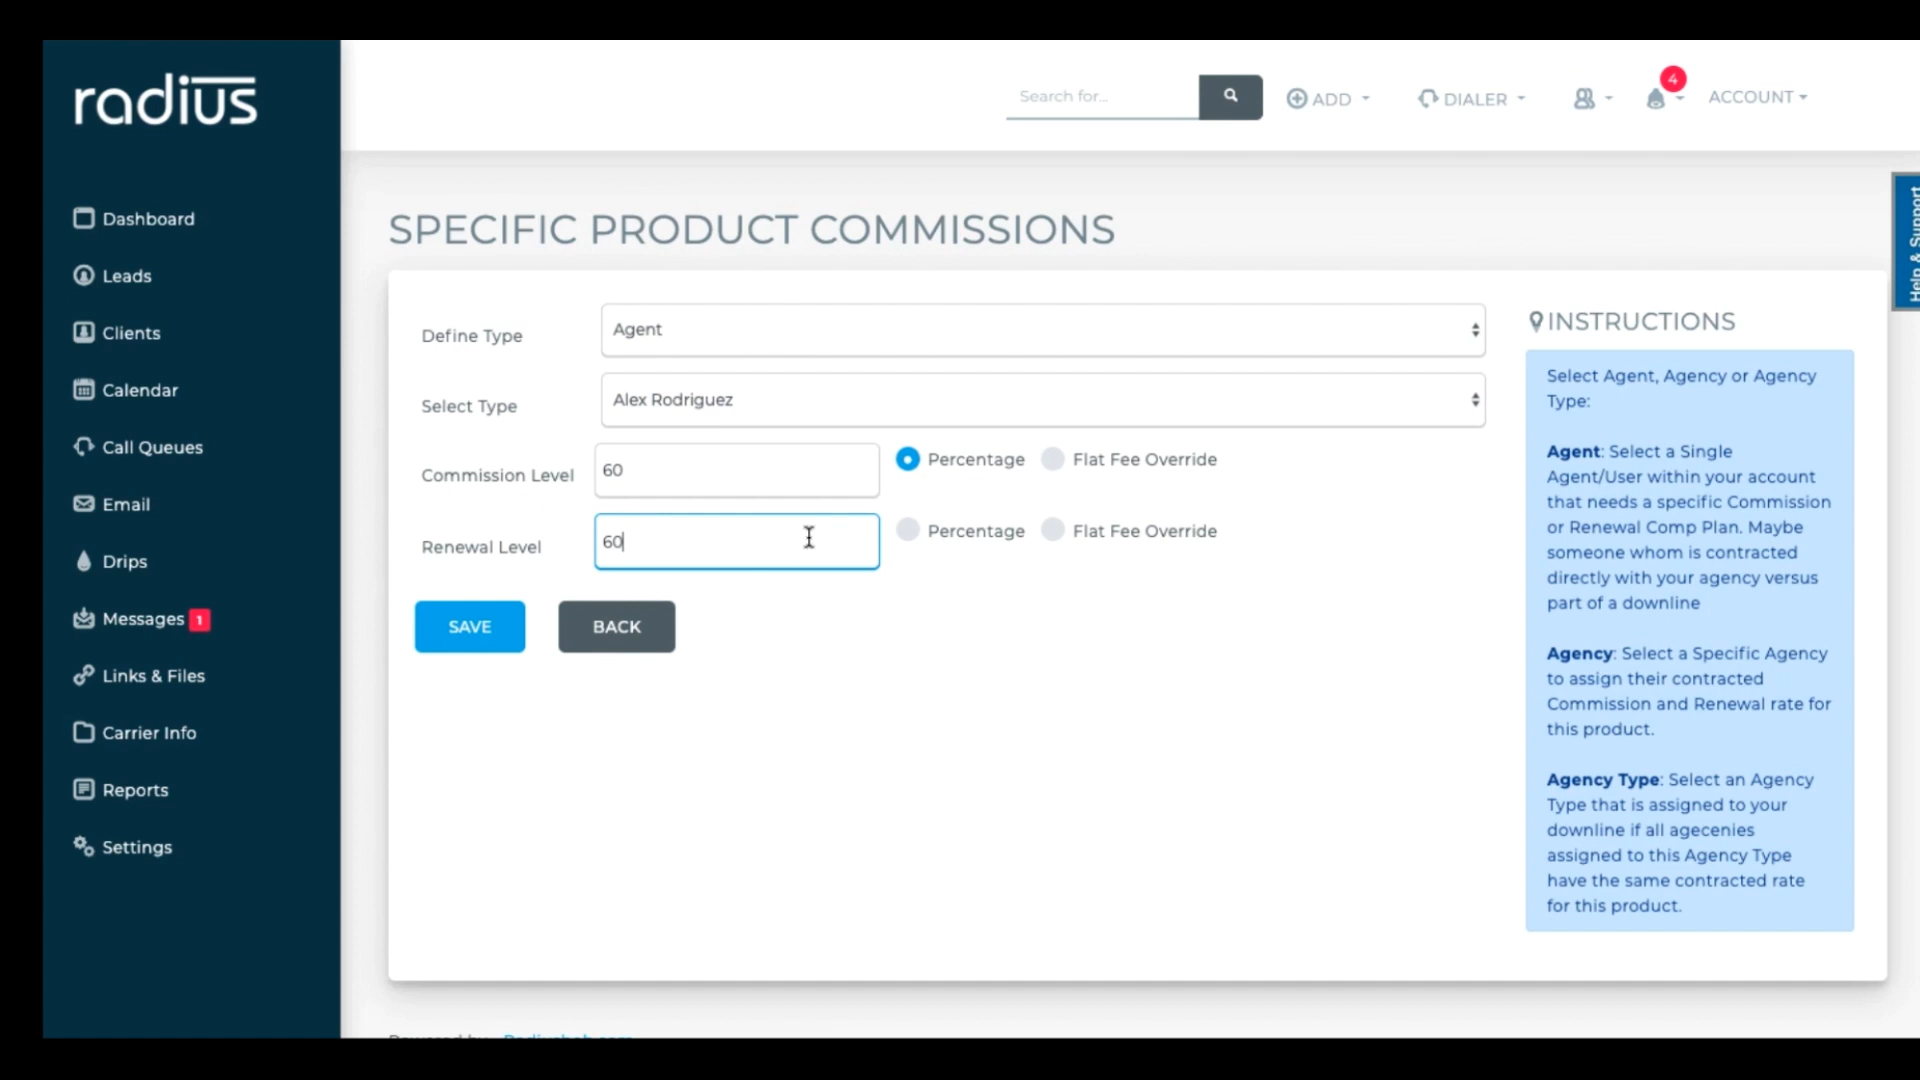 radius
Search for...
ADD
DIALER
4
ACCOUNT
Dashboard
Leads
Clients
Calendar
Call Queues
Email
Drips
Messages 1
Links & Files
Carrier Info
Reports
Settings
SPECIFIC PRODUCT COMMISSIONS
Define Type
Agent
Select Type
Alex Rodriguez
Commission Level
60
Percentage
Flat Fee Override
Renewal Level
60
Percentage
Flat Fee Override
SAVE
BACK
INSTRUCTIONS
Select Agent, Agency or Agency
Type:
Agent: Select a Single
Agent/User within your account
that needs a specific Commission
or Renewal Comp Plan. Maybe
someone whom is contracted
directly with your agency versus
part of a downline
Agency: Select a Specific Agency
to assign their contracted
Commission and Renewal rate for
this product.
Agency Type: Select an Agency
Type that is assigned to your
downline if all agecenies
assigned to this Agency Type
have the same contracted rate
for this product.
Help & Support